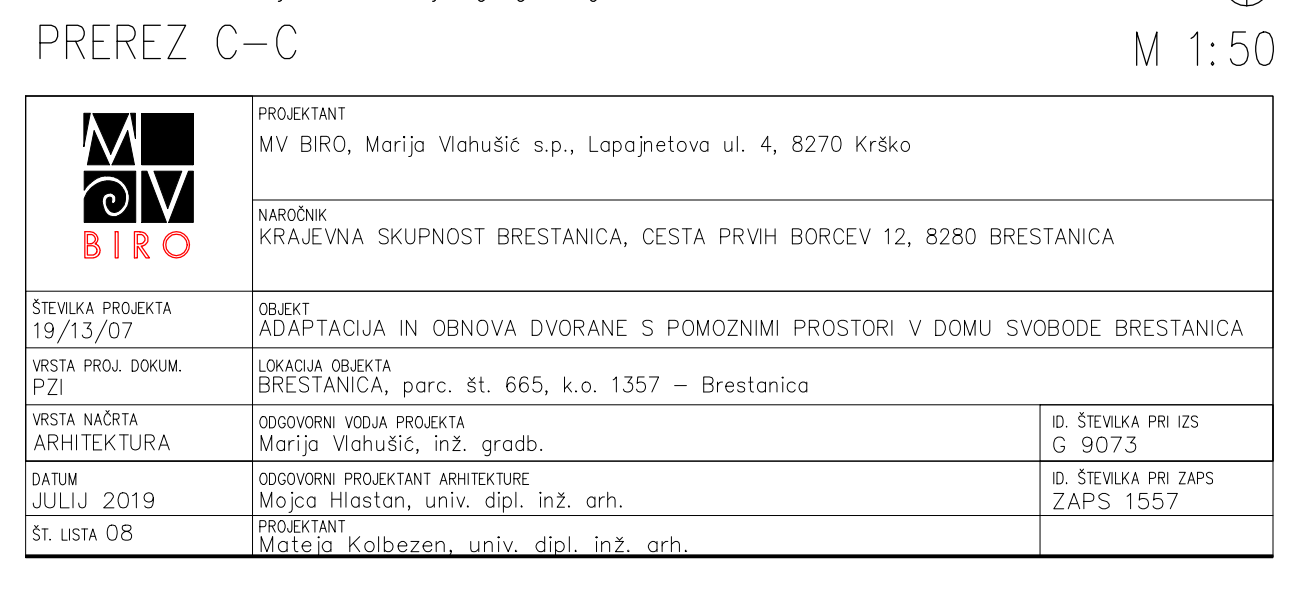 PREREZ C-C
M 1:50
M
V
BIRO
PROJEKTANT
MV BIRO, Marija Vlahušić s.p., Lapajnetova ul. 4, 8270 Krško
NAROČNIK
KRAJEVNA SKUPNOST BRESTANICA, CESTA PRVIH BORCEV 12, 8280 BRESTANICA
ŠTEVILKA PROJEKTA
19/13/07
OBJEKT
ADAPTACIJA IN OBNOVA DVORANE S POMOZNIMI PROSTORI V DOMU SVOBODE BRESTANICA
VRSTA PROJ. DOKUM.
PZI
LOKACIJA OBJEKTA
BRESTANICA, parc. št. 665, k.o. 1357 – Brestanica
VRSTA NAČRTA
ARHITEKTURA
ODGOVORNI VODJA PROJEKTA
Marija Vlahušić, inž. gradb.
ID. ŠTEVILKA PRI IZS
G 9073
DATUM
JULIJ 2019
ODGOVORNI PROJEKTANT ARHITEKTURE
Mojca Hlastan, univ. dipl. inž. arh.
ID. ŠTEVILKA PRI ZAPS
ZAPS 1557
ŠT. LISTA 08
PROJEKTANT
Mateja Kolbezen, univ. dipl. inž. arh.